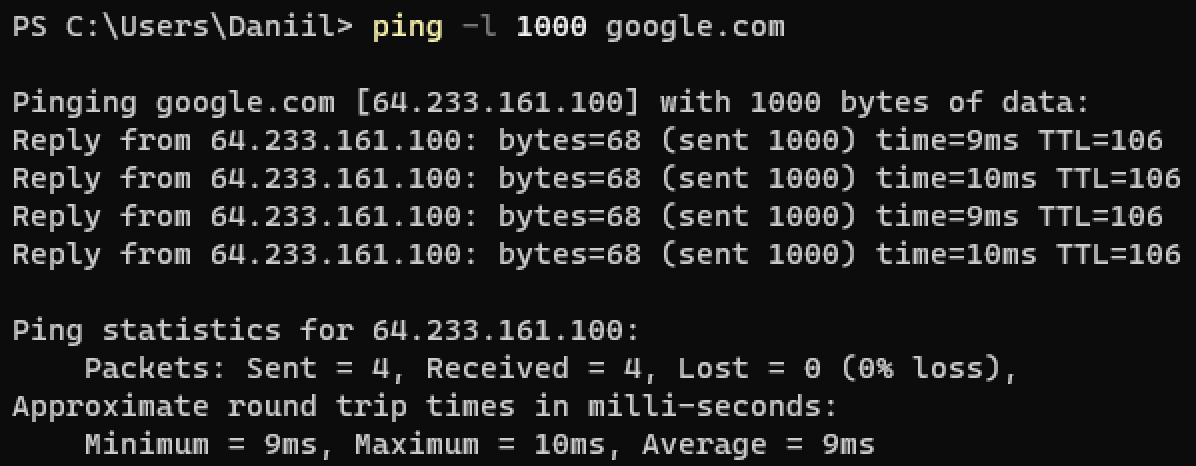 PS C:\Users\Daniil> ping -l 1000 google.com
Pinging google.com [64.233.161.100] with 1000 bytes of data:
Reply from 64.233.161.100: bytes=68 (sent 1000) time=9ms TTL=106
Reply from 64.233.161.100: bytes=68 (sent 1000) time=10ms TTL=106
Reply from 64.233.161.100: bytes=68 (sent 1000) time=9ms TTL=106
Reply from 64.233.161.100: bytes=68 (sent 1000) time=10ms TTL=106
Ping statistics for 64.233.161.100:
    Packets: Sent = 4, Received = 4, Lost = 0 (0% loss),
Approximate round trip times in milli-seconds:
    Minimum = 9ms, Maximum = 10ms, Average = 9ms